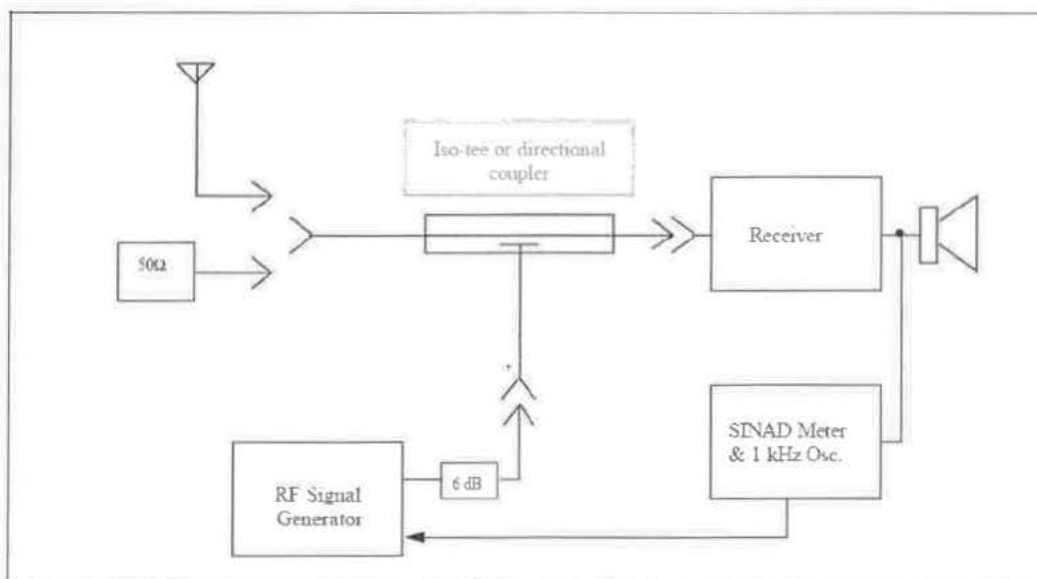 Iso-tee or directional
coupler
50Ω
Receiver
SINAD Meter
& 1 kHz Osc.
6 dB
RF Signal
Generator